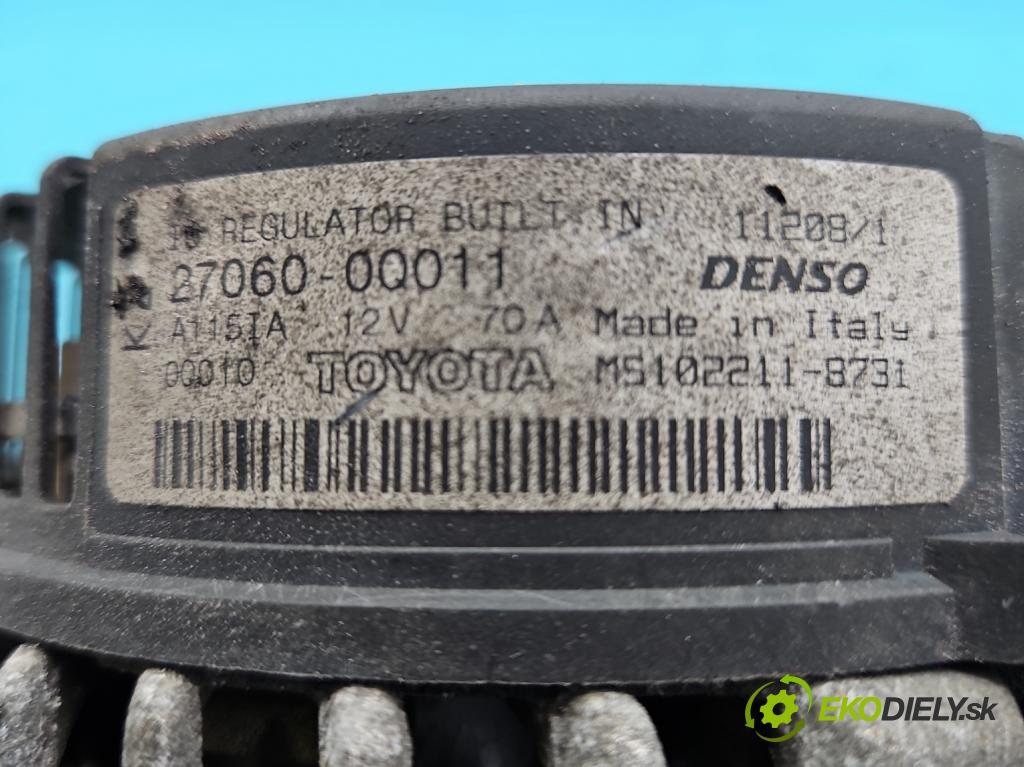 IC REGULATOR BUILT IN 11208/1
27060-0Q011 DENSO
A115IA 12V 70A Made in Italy
0Q010 TOYOTA MS102211-8731
EKODIELY.sk